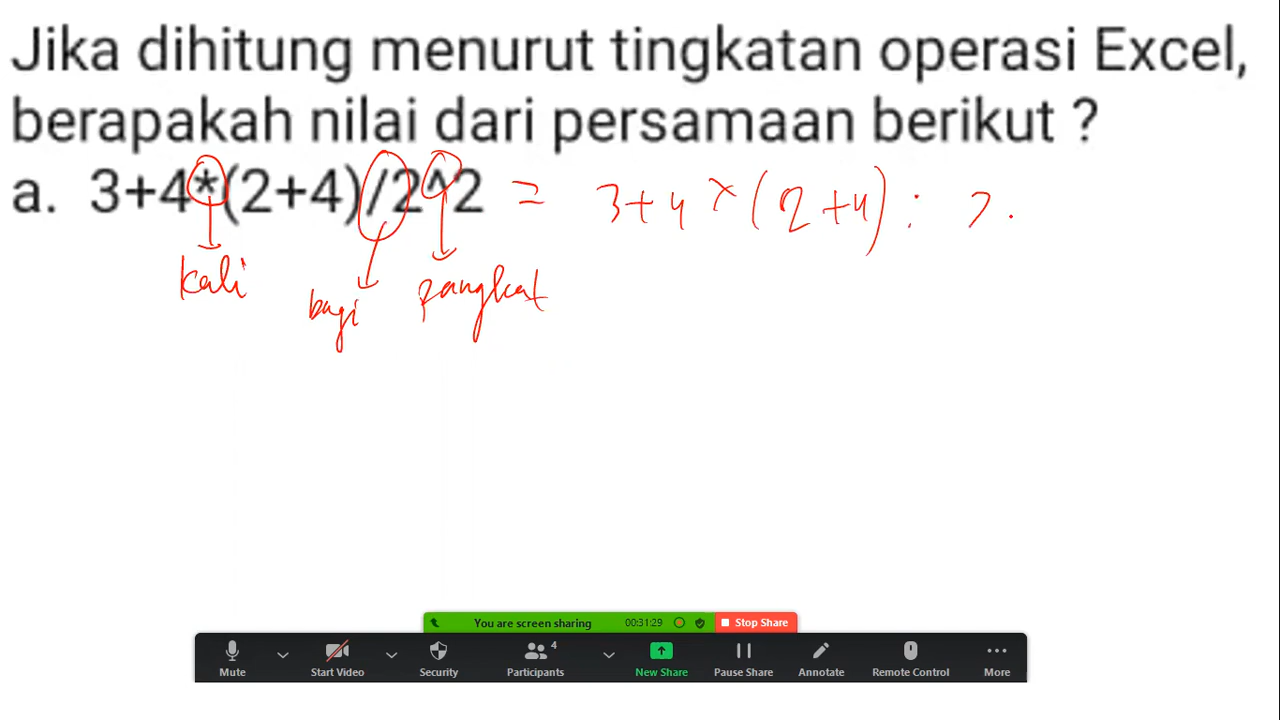 Jika dihitung menurut tingkatan operasi Excel,
berapakah nilai dari persamaan berikut ?
a. 3+4*(2+4)/2^2 = 3+4 × (2+4) : 2
kali bagi pangkat
You are screen sharing 00:31:29 Stop Share
4
Mute Start Video Security Participants New Share Pause Share Annotate Remote Control More